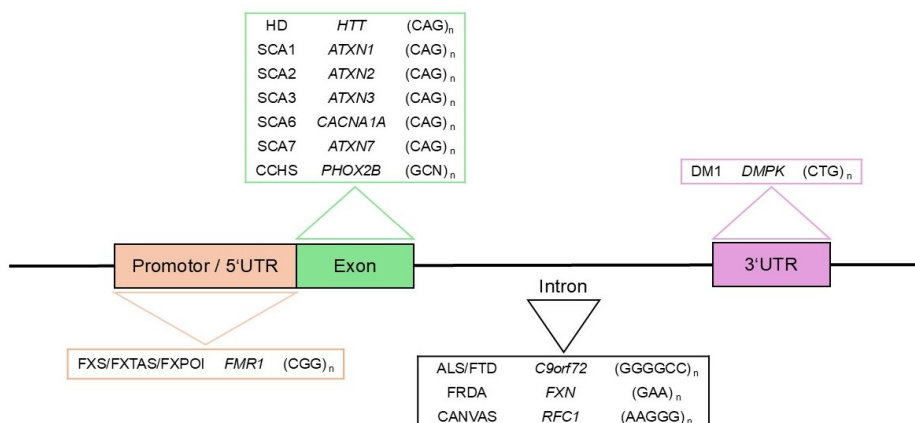 HD HTT (CAG)n
SCA1 ATXN1 (CAG)n
SCA2 ATXN2 (CAG)n
SCA3 ATXN3 (CAG)n
SCA6 CACNA1A (CAG)n
SCA7 ATXN7 (CAG)n
CCHS PHOX2B (GCN)n
DM1 DMPK (CTG)n
Promotor / 5‘UTR Exon 3‘UTR
Intron
FXS/FXTAS/FXPOI FMR1 (CGG)n
ALS/FTD C9orf72 (GGGGCC)n
FRDA FXN (GAA)n
CANVAS RFC1 (AAGGG)n